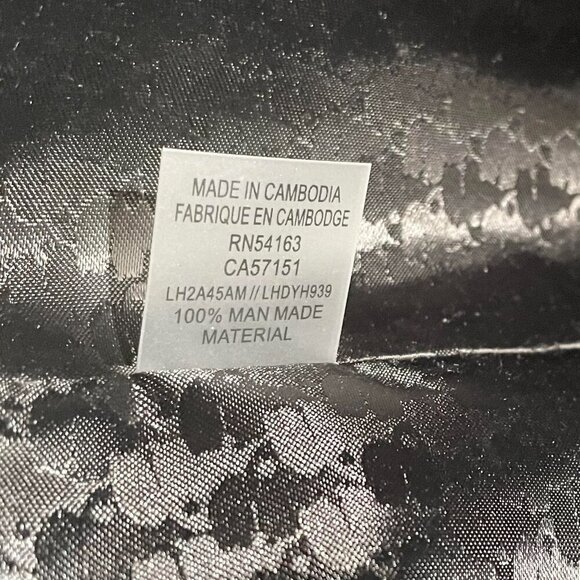 MADE IN CAMBODIA
FABRIQUE EN CAMBODGE
RN54163
CA57151
LH2A45AM//LHDYH939
100% MAN MADE
MATERIAL